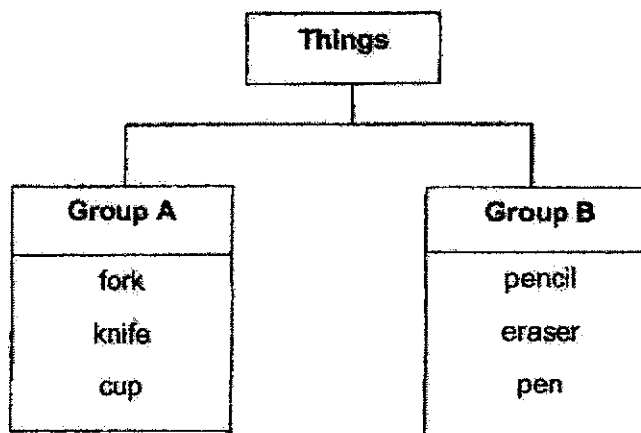 Things
Group A
fork
knife
cup
Group B
pencil
eraser
pen